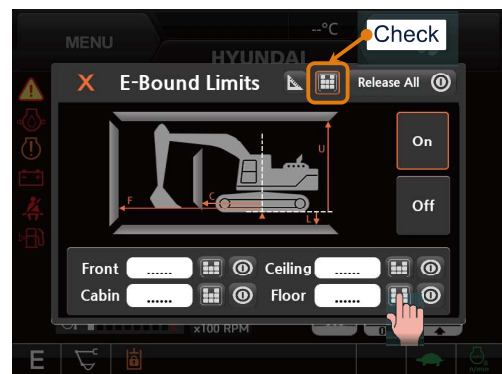 --°C
Check
MENU
HYUNDAI
X E-Bound Limits Release All
U
On
F
C
L
Off
Front ...... Ceiling ......
Cabin ...... Floor ......
x100 RPM
E